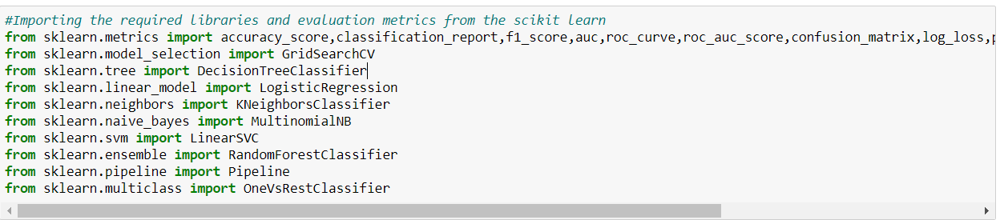 #Importing the required libraries and evaluation metrics from the scikit learn
from sklearn.metrics import accuracy_score,classification_report,f1_score,auc,roc_curve,roc_auc_score,confusion_matrix,log_loss,
from sklearn.model_selection import GridSearchCV
from sklearn.tree import DecisionTreeClassifier
from sklearn.linear_model import LogisticRegression
from sklearn.neighbors import KNeighborsClassifier
from sklearn.naive_bayes import MultinomialNB
from sklearn.svm import LinearSVC
from sklearn.ensemble import RandomForestClassifier
from sklearn.pipeline import Pipeline
from sklearn.multiclass import OneVsRestClassifier